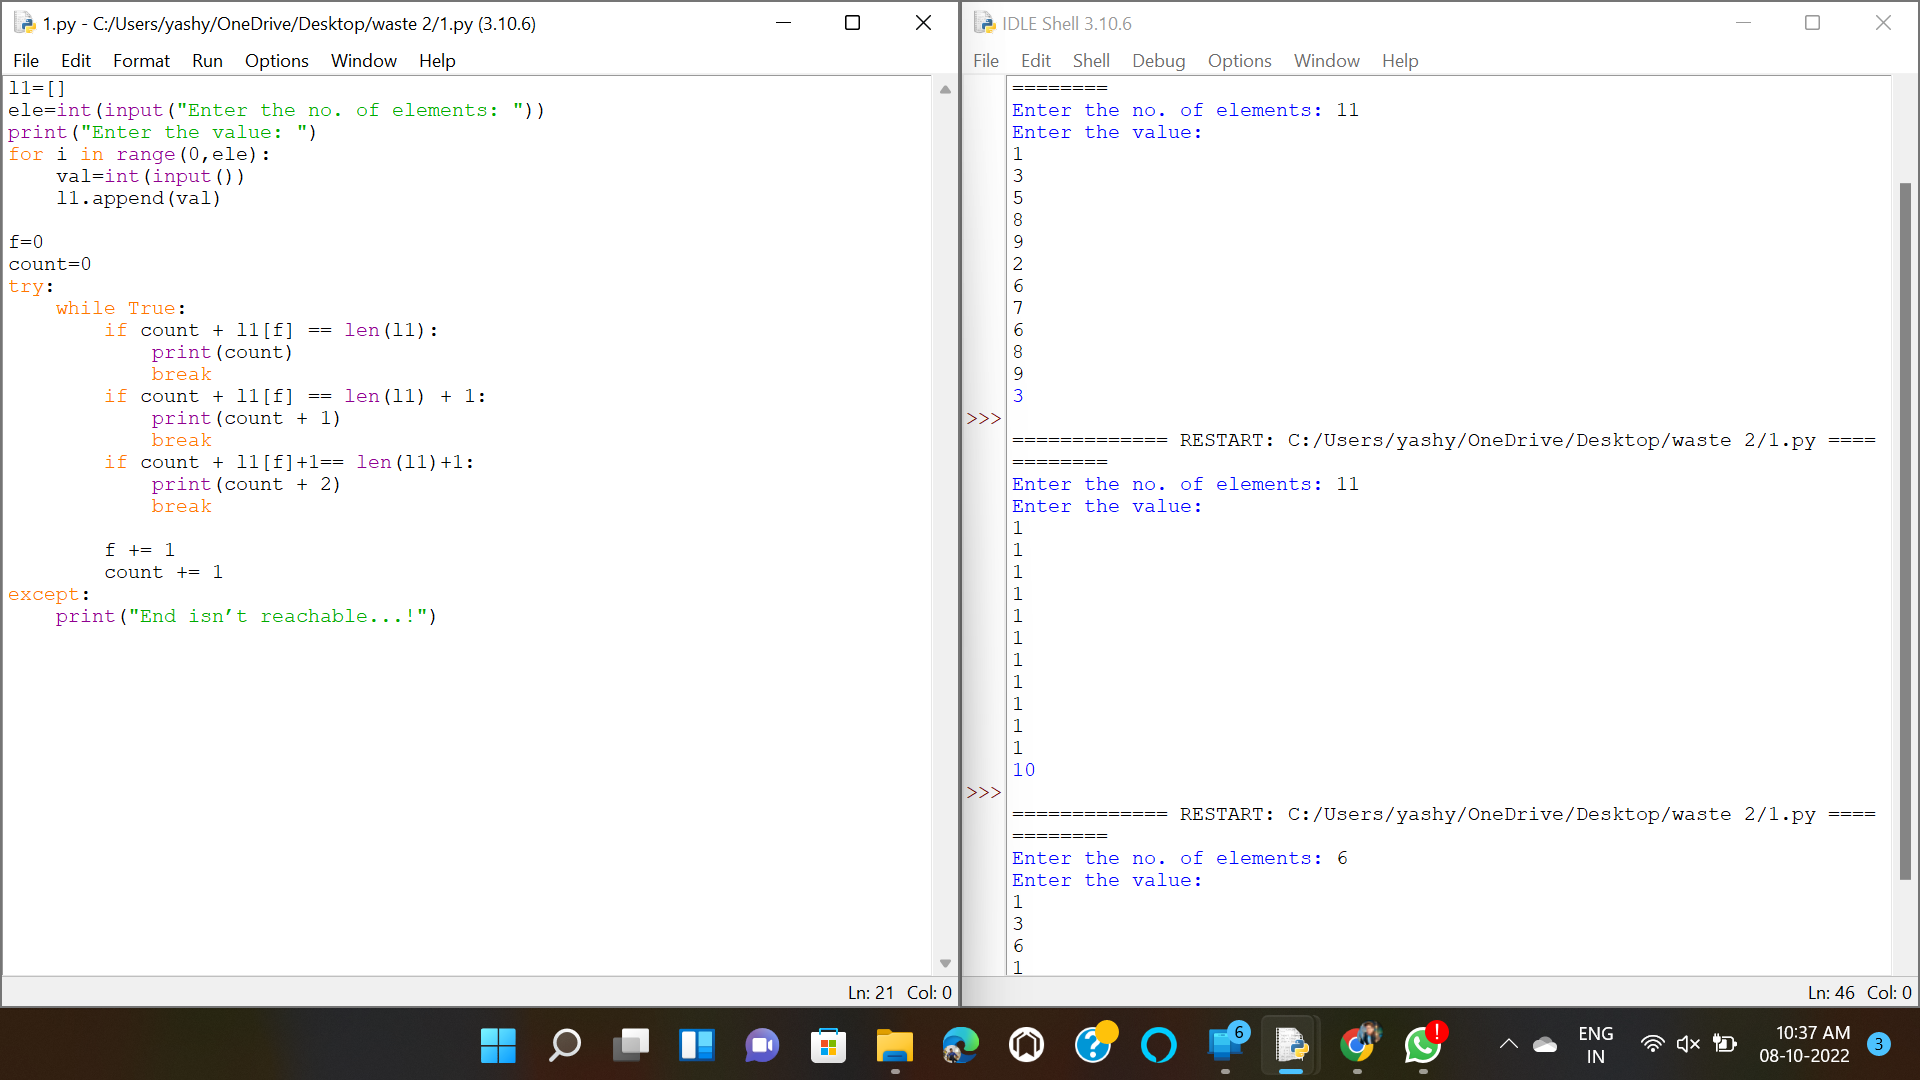 1.py - C:/Users/yashy/OneDrive/Desktop/waste 2/1.py (3.10.6)
File Edit Format Run Options Window Help
l1=[]
ele=int(input("Enter the no. of elements: "))
print("Enter the value: ")
for i in range(0,ele):
    val=int(input())
    l1.append(val)
f=0
count=0
try:
    while True:
        if count + l1[f] == len(l1):
            print(count)
            break
        if count + l1[f] == len(l1) + 1:
            print(count + 1)
            break
        if count + l1[f]+1== len(l1)+1:
            print(count + 2)
            break
        f += 1
        count += 1
except:
    print("End isn’t reachable...!")
Ln: 21 Col: 0
IDLE Shell 3.10.6
File Edit Shell Debug Options Window Help
========
Enter the no. of elements: 11
Enter the value:
1
3
5
8
9
2
6
7
6
8
9
3
>>>
============= RESTART: C:/Users/yashy/OneDrive/Desktop/waste 2/1.py ====
========
Enter the no. of elements: 11
Enter the value:
1
1
1
1
1
1
1
1
1
1
1
10
>>>
============= RESTART: C:/Users/yashy/OneDrive/Desktop/waste 2/1.py ====
========
Enter the no. of elements: 6
Enter the value:
1
3
6
1
Ln: 46 Col: 0
6
ENG
IN
10:37 AM
08-10-2022
3